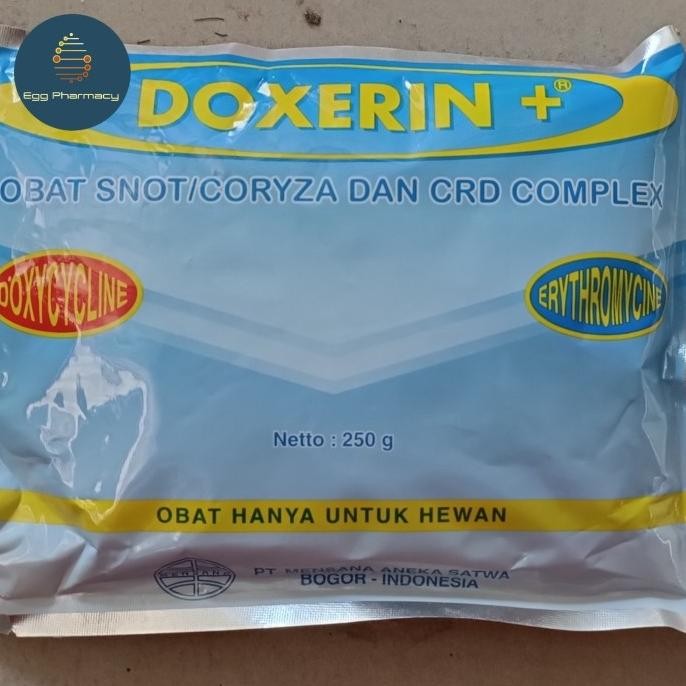 Egg Pharmacy
DOXERIN +®
OBAT SNOT/CORYZA DAN CRD COMPLEX
DOXYCYCLINE
ERYTHROMYCINE
Netto : 250 g
OBAT HANYA UNTUK HEWAN
MENSANA
PT. MENSANA ANEKA SATWA
BOGOR - INDONESIA